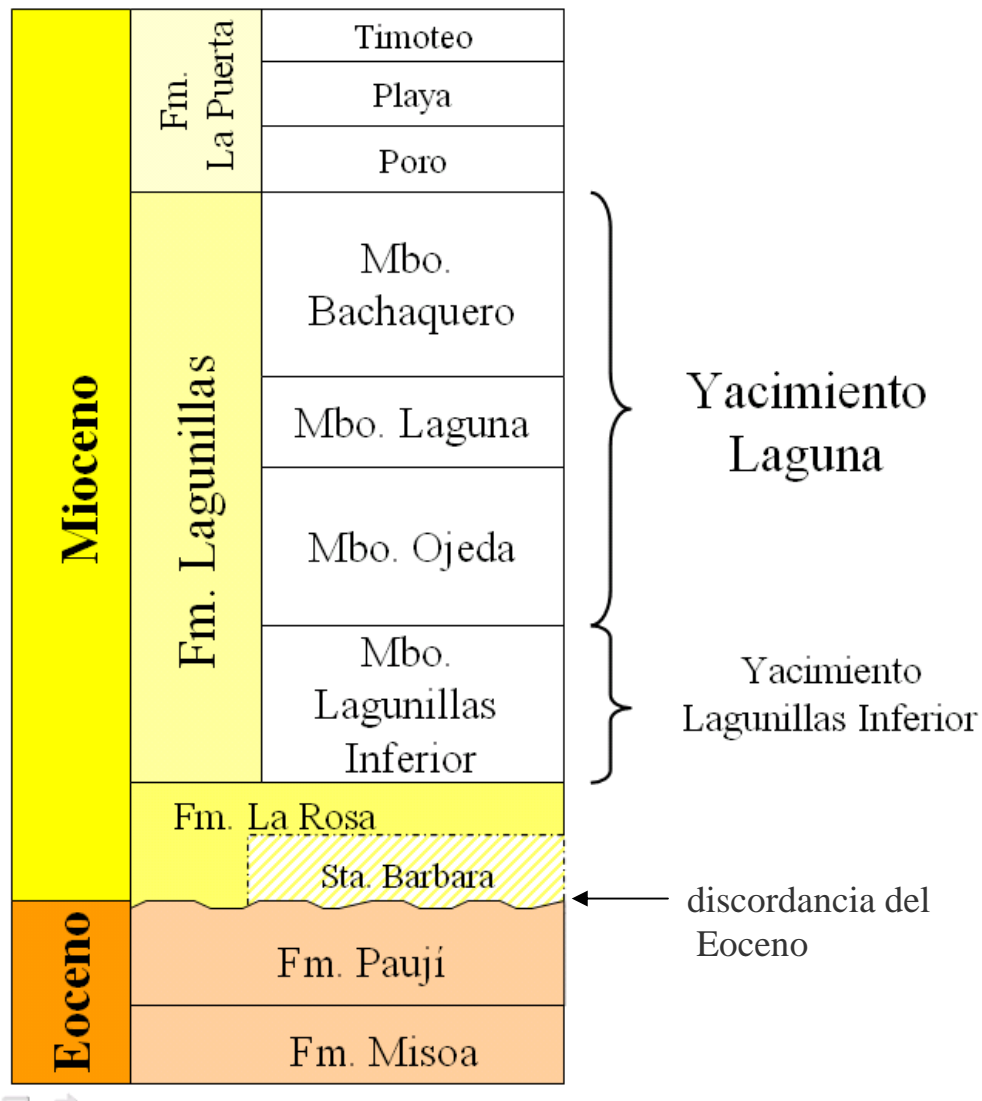 Mioceno
Fm.
La Puerta
Timoteo
Playa
Poro
Fm. Lagunillas
Mbo.
Bachaquero
Mbo. Laguna
Mbo. Ojeda
Mbo.
Lagunillas
Inferior
Yacimiento
Laguna
Yacimiento
Lagunillas Inferior
Fm. La Rosa
Sta. Barbara
discordancia del
Eoceno
Eoceno
Fm. Paují
Fm. Misoa